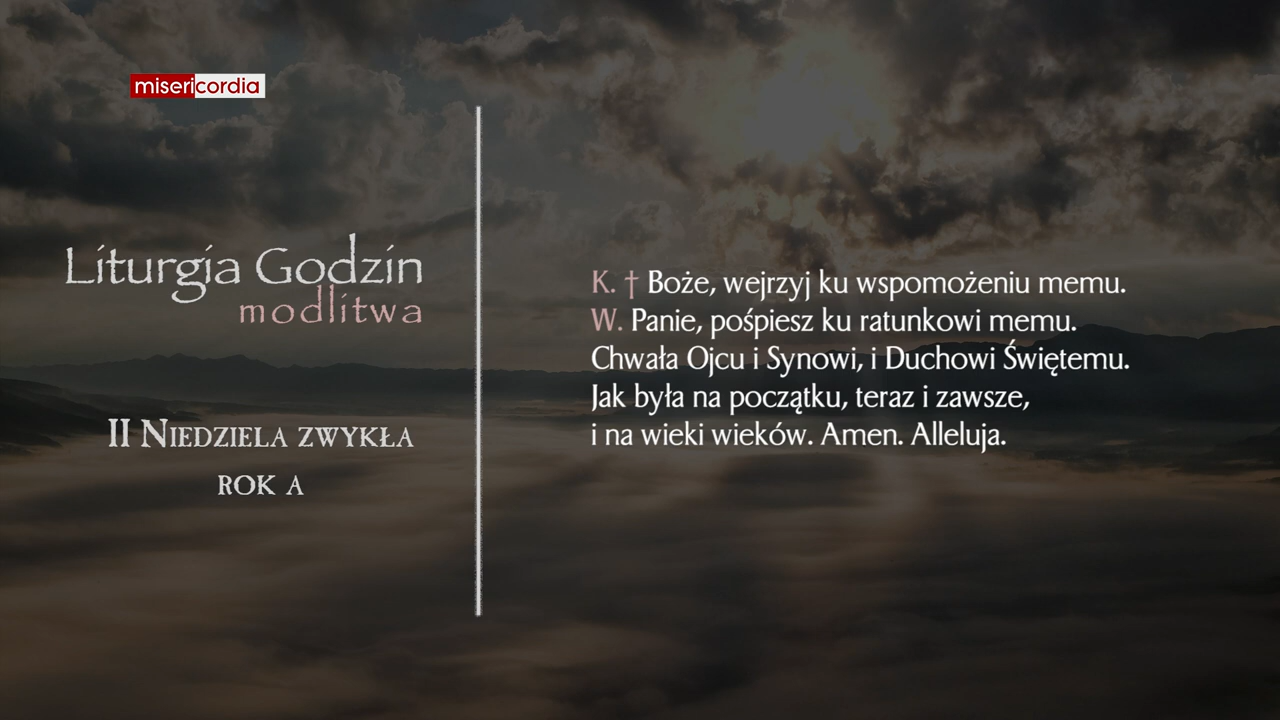 misericordia
Liturgia Godzin
modlitwa
II Niedziela zwykła
rok A
K. † Boże, wejrzyj ku wspomożeniu memu.
W. Panie, pośpiesz ku ratunkowi memu.
Chwała Ojcu i Synowi, i Duchowi Świętemu.
Jak była na początku, teraz i zawsze,
i na wieki wieków. Amen. Alleluja.